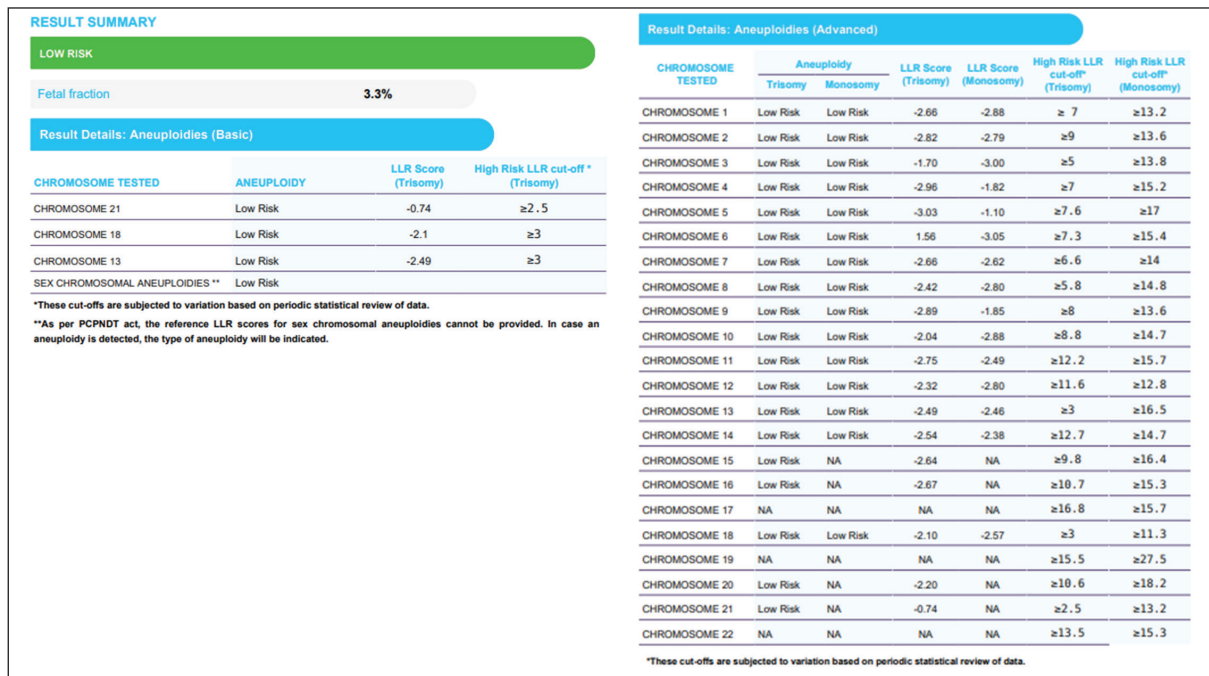 RESULT SUMMARY
LOW RISK
Fetal fraction 3.3%
Result Details: Aneuploidies (Basic)
CHROMOSOME TESTED ANEUPLOIDY LLR Score (Trisomy) High Risk LLR cut-off * (Trisomy)
CHROMOSOME 21 Low Risk -0.74 ≥2.5
CHROMOSOME 18 Low Risk -2.1 ≥3
CHROMOSOME 13 Low Risk -2.49 ≥3
SEX CHROMOSOMAL ANEUPLOIDIES ** Low Risk
*These cut-offs are subjected to variation based on periodic statistical review of data.
**As per PCPNDT act, the reference LLR scores for sex chromosomal aneuploidies cannot be provided. In case an
aneuploidy is detected, the type of aneuploidy will be indicated.
Result Details: Aneuploidies (Advanced)
CHROMOSOME TESTED Aneuploidy Trisomy Monosomy LLR Score (Trisomy) LLR Score (Monosomy) High Risk LLR cut-off* (Trisomy) High Risk LLR cut-off* (Monosomy)
CHROMOSOME 1 Low Risk Low Risk -2.66 -2.88 ≥ 7 ≥13.2
CHROMOSOME 2 Low Risk Low Risk -2.82 -2.79 ≥9 ≥13.6
CHROMOSOME 3 Low Risk Low Risk -1.70 -3.00 ≥5 ≥13.8
CHROMOSOME 4 Low Risk Low Risk -2.96 -1.82 ≥7 ≥15.2
CHROMOSOME 5 Low Risk Low Risk -3.03 -1.10 ≥7.6 ≥17
CHROMOSOME 6 Low Risk Low Risk 1.56 -3.05 ≥7.3 ≥15.4
CHROMOSOME 7 Low Risk Low Risk -2.66 -2.62 ≥6.6 ≥14
CHROMOSOME 8 Low Risk Low Risk -2.42 -2.80 ≥5.8 ≥14.8
CHROMOSOME 9 Low Risk Low Risk -2.89 -1.85 ≥8 ≥13.6
CHROMOSOME 10 Low Risk Low Risk -2.04 -2.88 ≥8.8 ≥14.7
CHROMOSOME 11 Low Risk Low Risk -2.75 -2.49 ≥12.2 ≥15.7
CHROMOSOME 12 Low Risk Low Risk -2.32 -2.80 ≥11.6 ≥12.8
CHROMOSOME 13 Low Risk Low Risk -2.49 -2.46 ≥3 ≥16.5
CHROMOSOME 14 Low Risk Low Risk -2.54 -2.38 ≥12.7 ≥14.7
CHROMOSOME 15 Low Risk NA -2.64 NA ≥9.8 ≥16.4
CHROMOSOME 16 Low Risk NA -2.67 NA ≥10.7 ≥15.3
CHROMOSOME 17 NA NA NA NA ≥16.8 ≥15.7
CHROMOSOME 18 Low Risk Low Risk -2.10 -2.57 ≥3 ≥11.3
CHROMOSOME 19 NA NA NA NA ≥15.5 ≥27.5
CHROMOSOME 20 Low Risk NA -2.20 NA ≥10.6 ≥18.2
CHROMOSOME 21 Low Risk NA -0.74 NA ≥2.5 ≥13.2
CHROMOSOME 22 NA NA NA NA ≥13.5 ≥15.3
*These cut-offs are subjected to variation based on periodic statistical review of data.